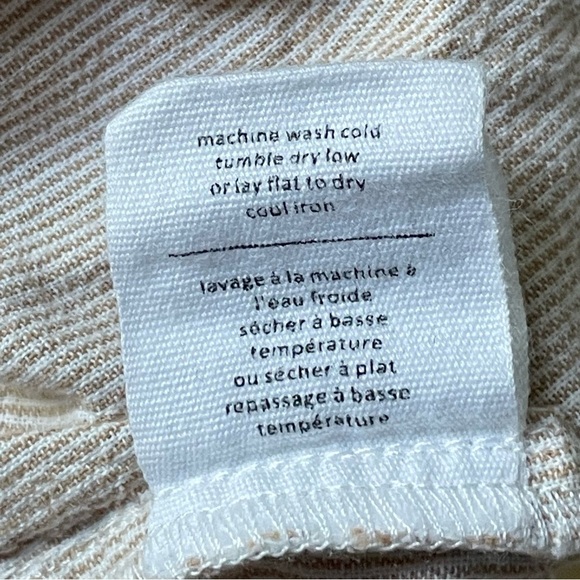 machine wash cold
tumble dry low
or lay flat to dry
cool iron
lavage à la machine à
l'eau froide
sécher à basse
température
ou sécher à plat
repassage à basse
température